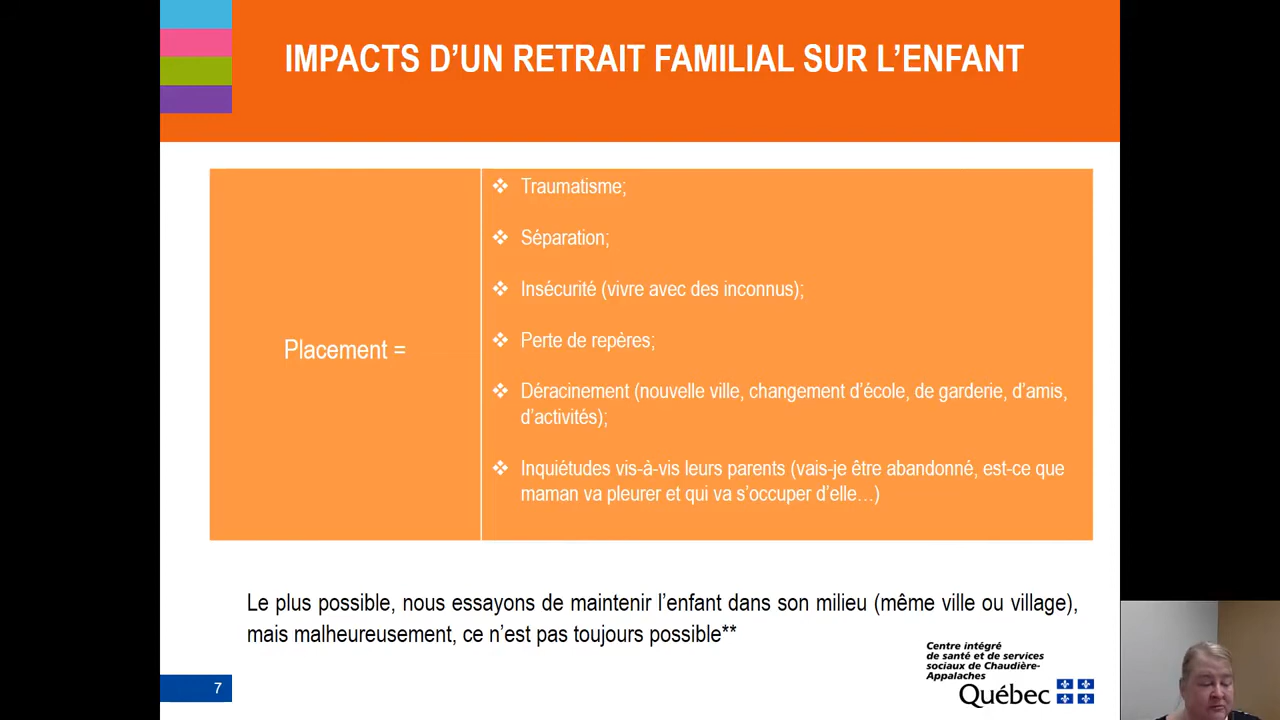 IMPACTS D’UN RETRAIT FAMILIAL SUR L’ENFANT
Placement =
❖ Traumatisme;
❖ Séparation;
❖ Insécurité (vivre avec des inconnus);
❖ Perte de repères;
❖ Déracinement (nouvelle ville, changement d’école, de garderie, d’amis,
d’activités);
❖ Inquiétudes vis-à-vis leurs parents (vais-je être abandonné, est-ce que
maman va pleurer et qui va s’occuper d’elle…)
Le plus possible, nous essayons de maintenir l’enfant dans son milieu (même ville ou village),
mais malheureusement, ce n’est pas toujours possible**
Centre intégré
de santé et de services
sociaux de Chaudière-
Appalaches
Québec
7